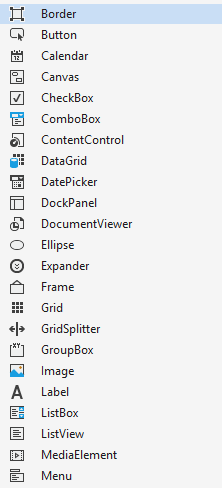 Border
Button
Calendar
Canvas
CheckBox
ComboBox
ContentControl
DataGrid
DatePicker
DockPanel
DocumentViewer
Ellipse
Expander
Frame
Grid
GridSplitter
GroupBox
Image
Label
ListBox
ListView
MediaElement
Menu